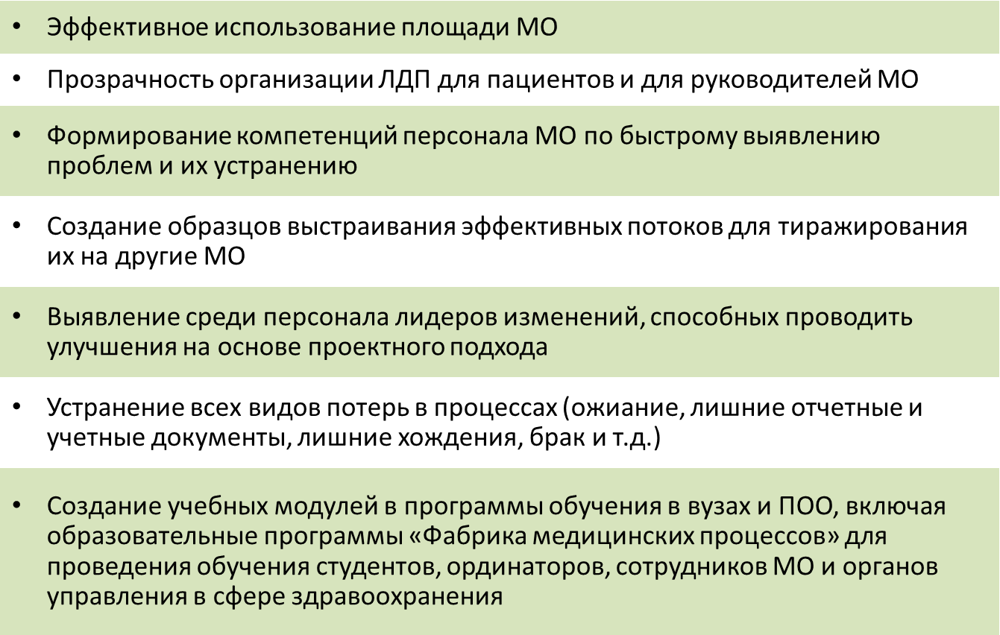 • Эффективное использование площади МО
• Прозрачность организации ЛДП для пациентов и для руководителей МО
• Формирование компетенций персонала МО по быстрому выявлению
проблем и их устранению
• Создание образцов выстраивания эффективных потоков для тиражирования
их на другие МО
• Выявление среди персонала лидеров изменений, способных проводить
улучшения на основе проектного подхода
• Устранение всех видов потерь в процессах (ожиание, лишние отчетные и
учетные документы, лишние хождения, брак и т.д.)
• Создание учебных модулей в программы обучения в вузах и ПОО, включая
образовательные программы «Фабрика медицинских процессов» для
проведения обучения студентов, ординаторов, сотрудников МО и органов
управления в сфере здравоохранения